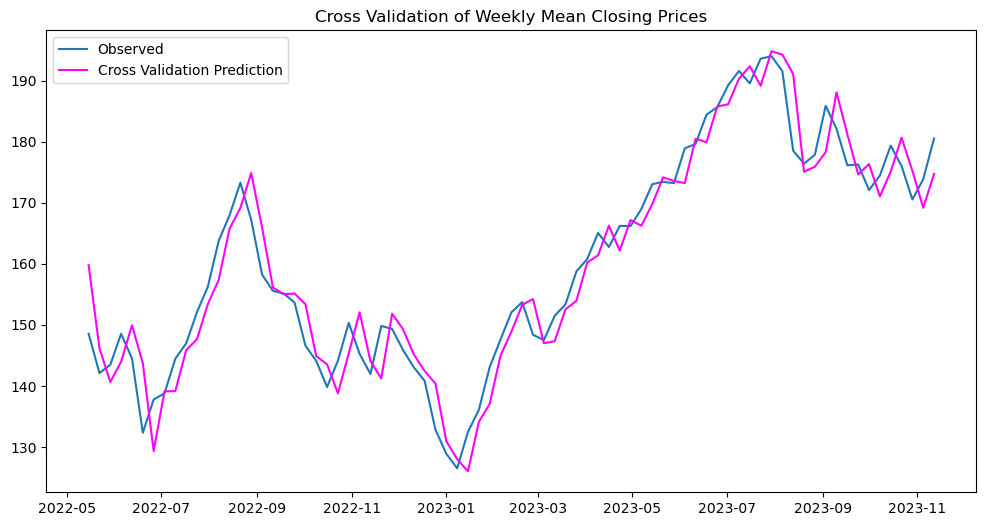 Cross Validation of Weekly Mean Closing Prices
Observed
Cross Validation Prediction
190
180
170
160
150
140
130
2022-05 2022-07 2022-09 2022-11 2023-01 2023-03 2023-05 2023-07 2023-09 2023-11